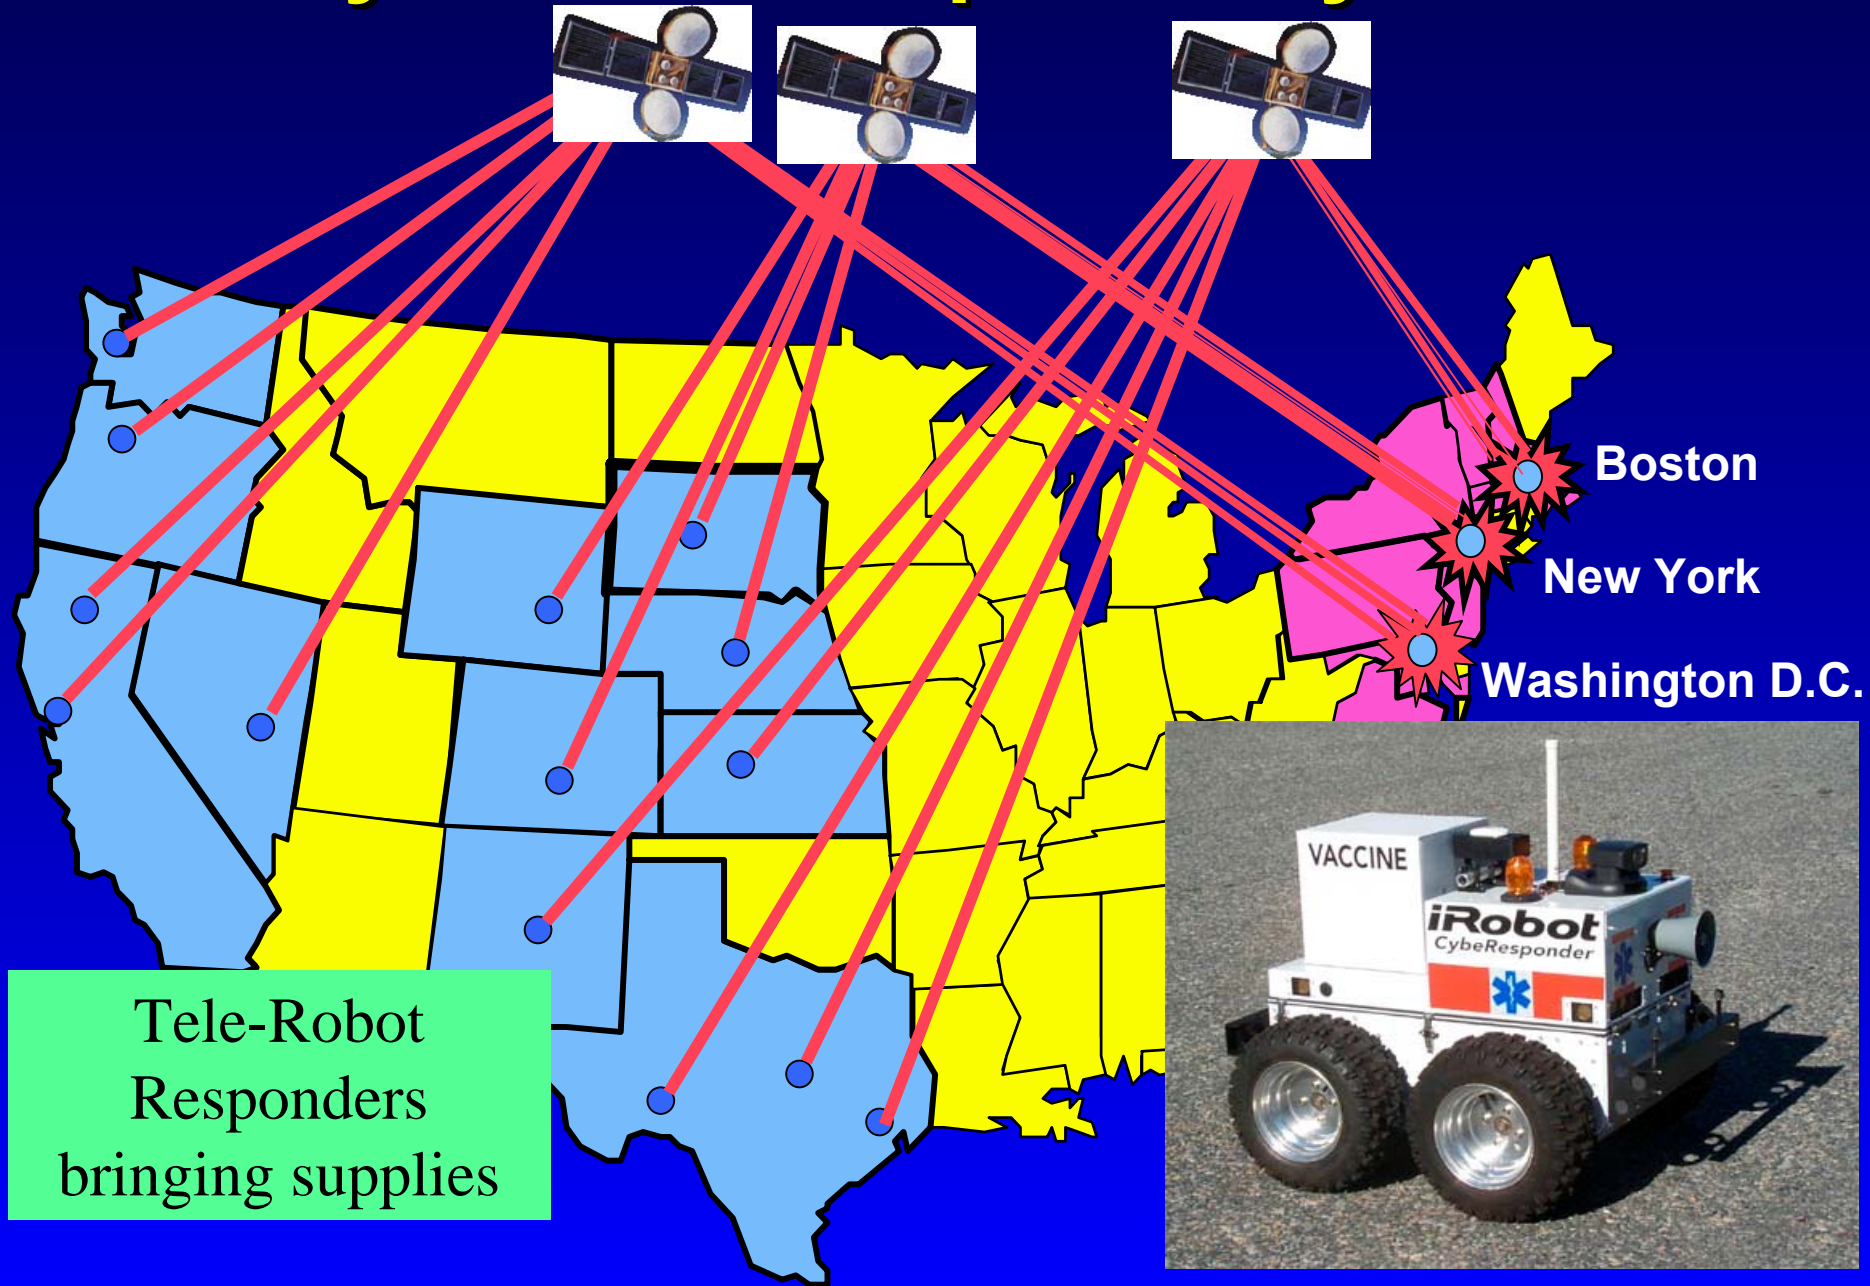 Boston
New York
Washington D.C.
VACCINE
iRobot
CybeResponder
Tele-Robot
Responders
bringing supplies